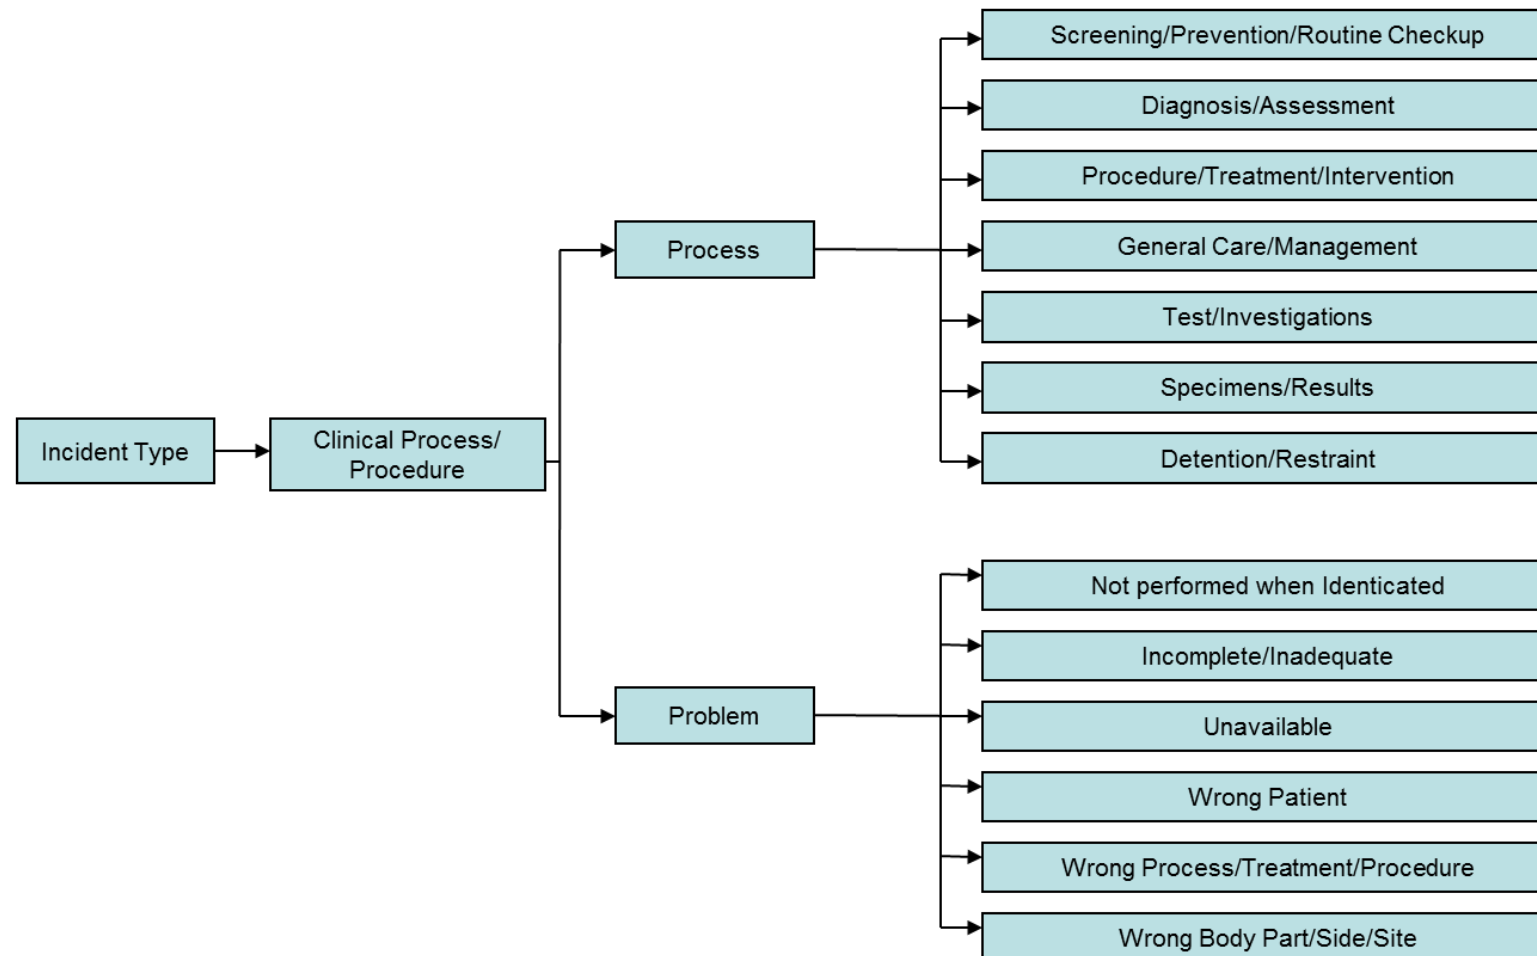 Screening/Prevention/Routine Checkup
Diagnosis/Assessment
Procedure/Treatment/Intervention
Process
General Care/Management
Test/Investigations
Specimens/Results
Incident Type
Clinical Process/
Procedure
Detention/Restraint
Not performed when Identicated
Incomplete/Inadequate
Problem
Unavailable
Wrong Patient
Wrong Process/Treatment/Procedure
Wrong Body Part/Side/Site